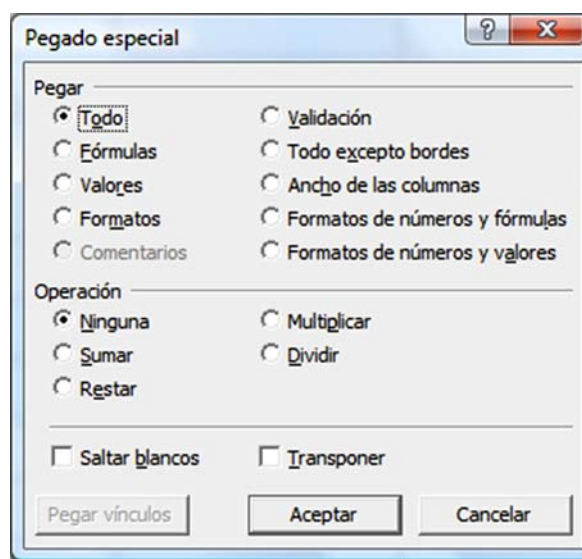 Pegado especial
Pegar
Todo
Validación
Fórmulas
Todo excepto bordes
Valores
Ancho de las columnas
Formatos
Formatos de números y fórmulas
Comentarios
Formatos de números y valores
Operación
Ninguna
Multiplicar
Sumar
Dividir
Restar
Saltar blancos
Transponer
Pegar vínculos
Aceptar
Cancelar